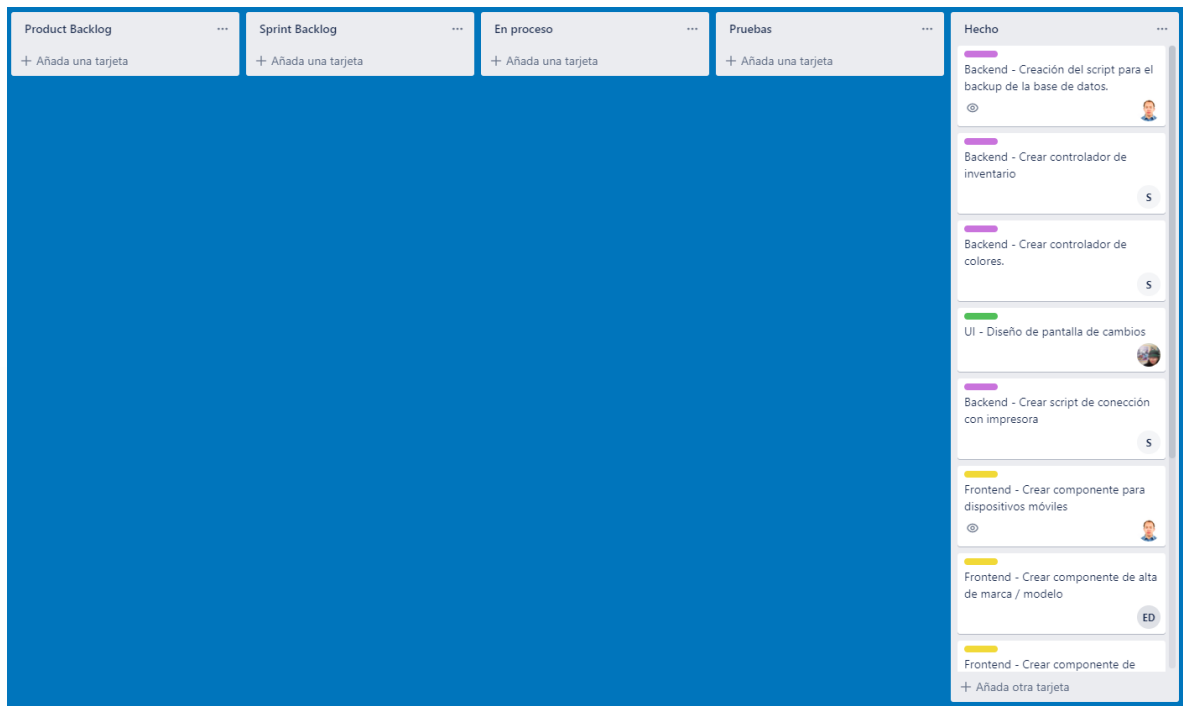 Product Backlog
···
+ Añada una tarjeta
Sprint Backlog
···
+ Añada una tarjeta
En proceso
···
+ Añada una tarjeta
Pruebas
···
+ Añada una tarjeta
Hecho
···
Backend - Creación del script para el
backup de la base de datos.
Backend - Crear controlador de
inventario
S
Backend - Crear controlador de
colores.
S
UI - Diseño de pantalla de cambios
Backend - Crear script de conección
con impresora
S
Frontend - Crear componente para
dispositivos móviles
Frontend - Crear componente de alta
de marca / modelo
ED
Frontend - Crear componente de
+ Añada otra tarjeta